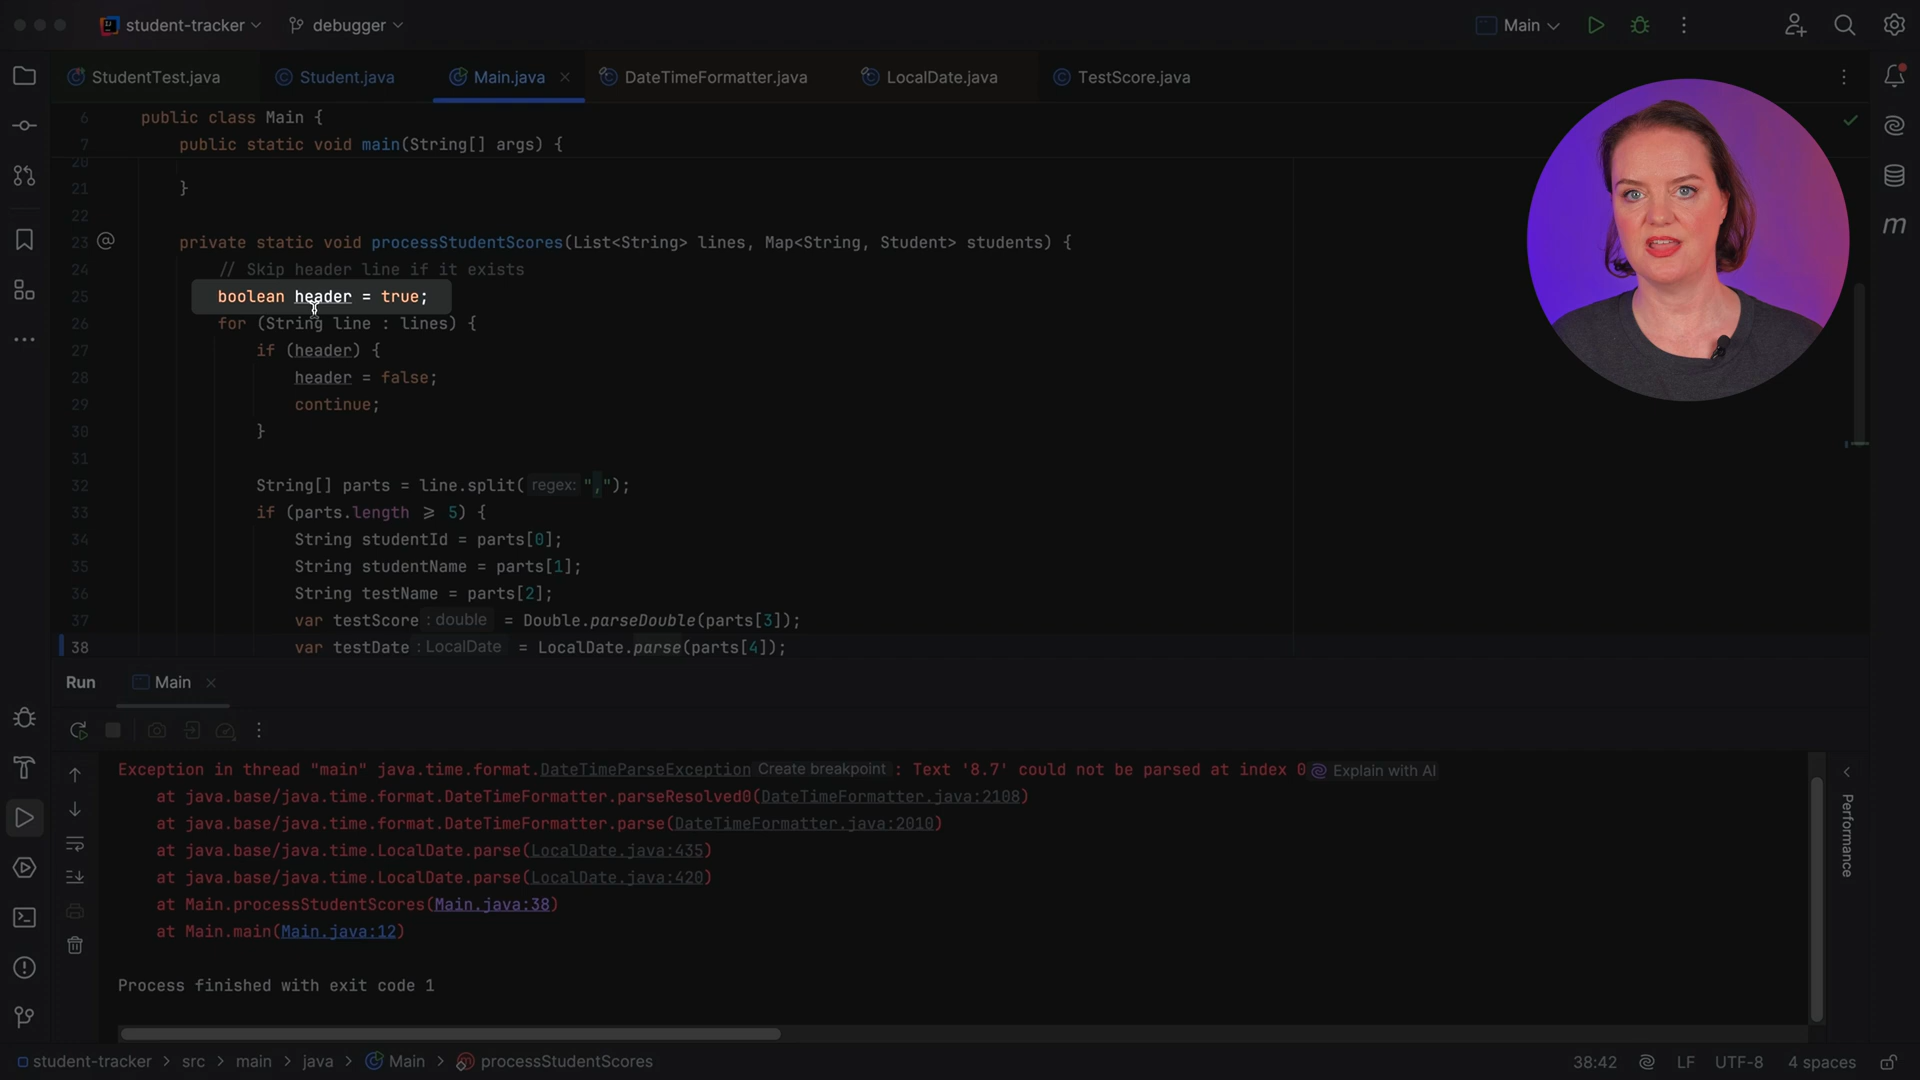 student-tracker
debugger
Main
StudentTest.java
Student.java
Main.java
DateTimeFormatter.java
LocalDate.java
TestScore.java
6 public class Main {
7 public static void main(String[] args) {
20
21 }
22
23 private static void processStudentScores(List<String> lines, Map<String, Student> students) {
24 // Skip header line if it exists
25 boolean header = true;
26 for (String line : lines) {
27 if (header) {
28 header = false;
29 continue;
30 }
31
32 String[] parts = line.split( regex: ",");
33 if (parts.length ⩾ 5) {
34 String studentId = parts[0];
35 String studentName = parts[1];
36 String testName = parts[2];
37 var testScore : double = Double.parseDouble(parts[3]);
38 var testDate : LocalDate = LocalDate.parse(parts[4]);
Run
Main
Exception in thread "main" java.time.format.DateTimeParseException Create breakpoint : Text '8.7' could not be parsed at index 0 Explain with AI
at java.base/java.time.format.DateTimeFormatter.parseResolved0(DateTimeFormatter.java:2108)
at java.base/java.time.format.DateTimeFormatter.parse(DateTimeFormatter.java:2010)
at java.base/java.time.LocalDate.parse(LocalDate.java:435)
at java.base/java.time.LocalDate.parse(LocalDate.java:420)
at Main.processStudentScores(Main.java:38)
at Main.main(Main.java:12)
Process finished with exit code 1
Performance
student-tracker > src > main > java > Main > processStudentScores
38:42
LF
UTF-8
4 spaces